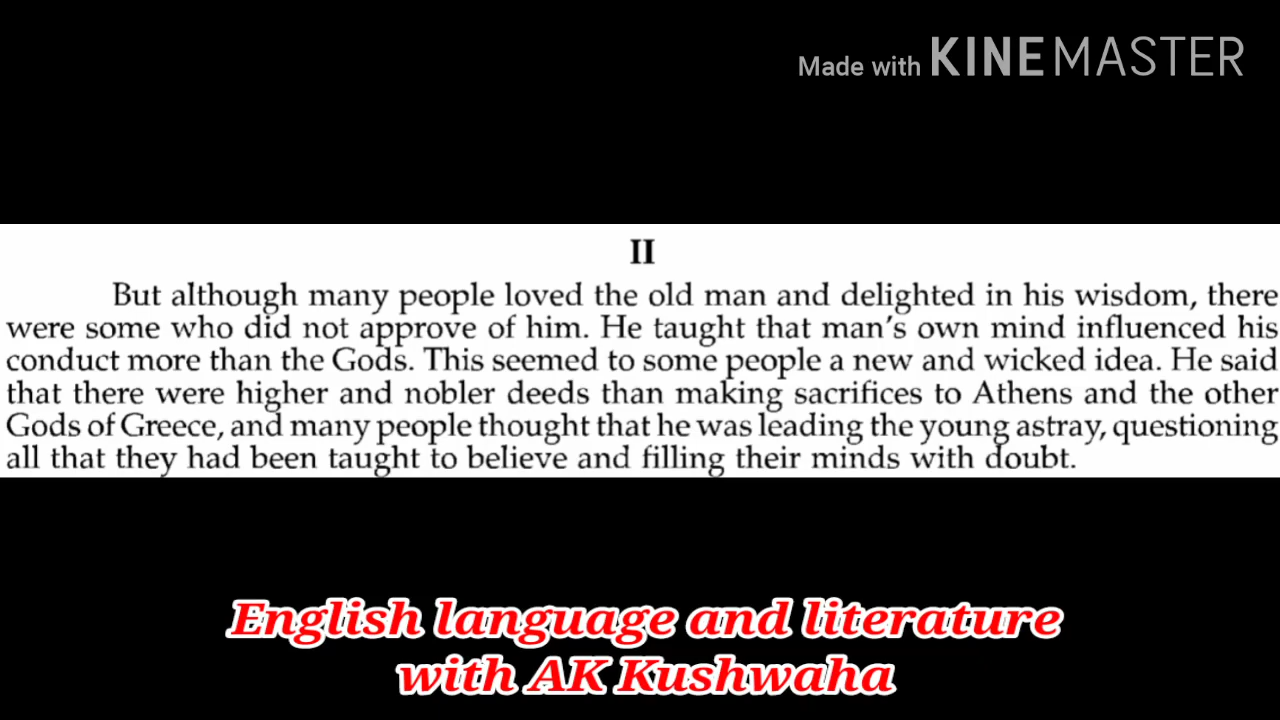 Made with KINEMASTER
II
But although many people loved the old man and delighted in his wisdom, there
were some who did not approve of him. He taught that man's own mind influenced his
conduct more than the Gods. This seemed to some people a new and wicked idea. He said
that there were higher and nobler deeds than making sacrifices to Athens and the other
Gods of Greece, and many people thought that he was leading the young astray, questioning
all that they had been taught to believe and filling their minds with doubt.
English language and literature
with AK Kushwaha